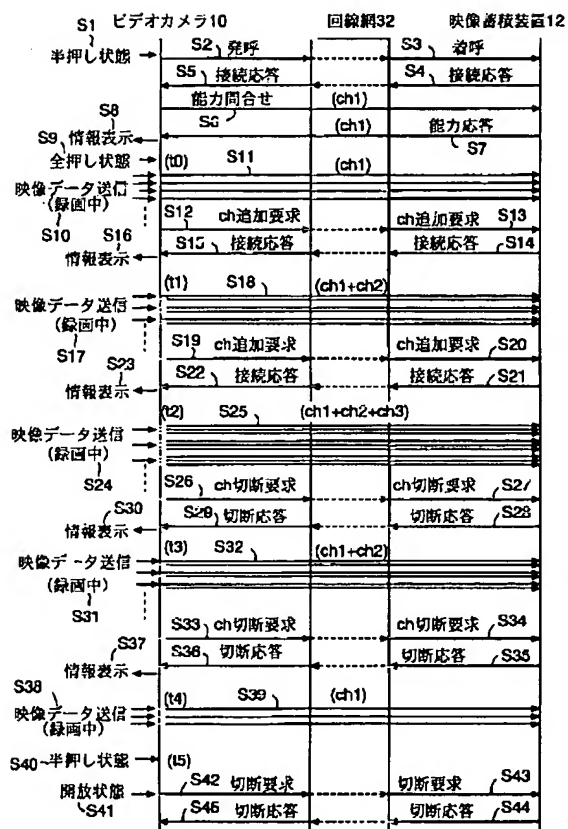 S1 ビデオカメラ10 回線網32 映像蓄積装置12
半押し状態 S2 発呼 S3 着呼
S5 接続応答 S4 接続応答
S8 能力問合せ (ch1)
S6 (ch1) 能力応答
S9 情報表示 S7
全押し状態 (t0) S11 (ch1)
映像データ送信
(録画中) S12 ch追加要求 ch追加要求 S13
S10 S16 S15 接続応答 接続応答 S14
情報表示
(t1) S18 (ch1+ch2)
映像データ送信
(録画中)
S17 S19 ch追加要求 ch追加要求 S20
S23 S22 接続応答 接続応答 S21
情報表示
(t2) S25 (ch1+ch2+ch3)
映像データ送信
(録画中)
S24 S26 ch切断要求 ch切断要求 S27
S30 S29 切断応答 切断応答 S28
情報表示
(t3) S32 (ch1+ch2)
映像データ送信
(録画中)
S31
S33 ch切断要求 ch切断要求 S34
S37 S36 切断応答 切断応答 S35
情報表示
S38 (t4) S39 (ch1)
映像データ送信
(録画中)
S40~半押し状態 (t5)
開放状態 S42 切断要求 切断要求 S43
S41 S45 切断応答 切断応答 S44